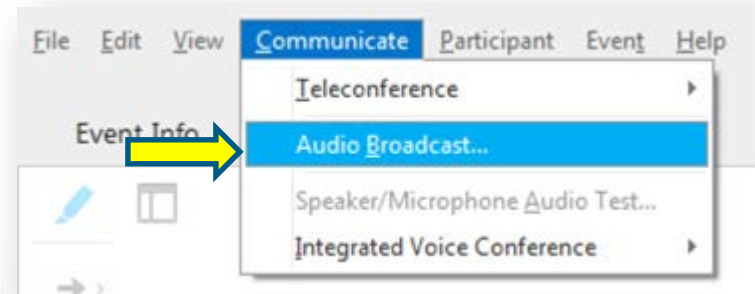 File Edit View Communicate Participant Event Help
Teleconference
Event Info
Audio Broadcast...
Speaker/Microphone Audio Test...
Integrated Voice Conference